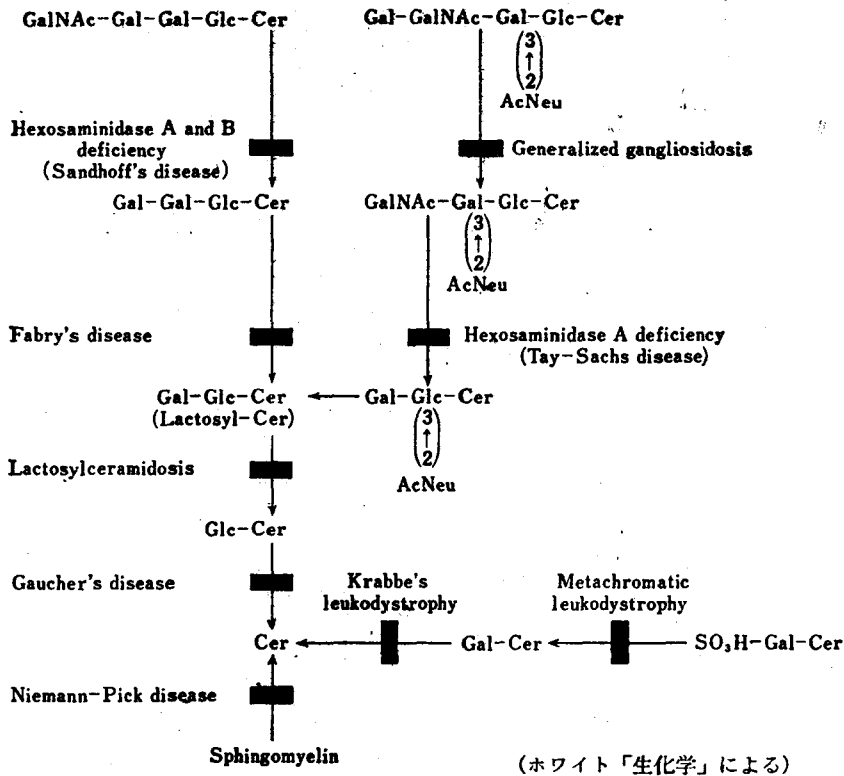 GalNAc-Gal-Gal-Glc-Cer
Gal-GalNAc-Gal-Glc-Cer
3
↑
2
AcNeu
Hexosaminidase A and B
deficiency
(Sandhoff's disease)
Generalized gangliosidosis
Gal-Gal-Glc-Cer
GalNAc-Gal-Glc-Cer
3
↑
2
AcNeu
Fabry's disease
Hexosaminidase A deficiency
(Tay-Sachs disease)
Gal-Glc-Cer
(Lactosyl-Cer)
Gal-Glc-Cer
3
↑
2
AcNeu
Lactosylceramidosis
Glc-Cer
Gaucher's disease
Krabbe's
leukodystrophy
Metachromatic
leukodystrophy
Cer
Gal-Cer
SO₃H-Gal-Cer
Niemann-Pick disease
Sphingomyelin
(ホワイト「生化学」による)